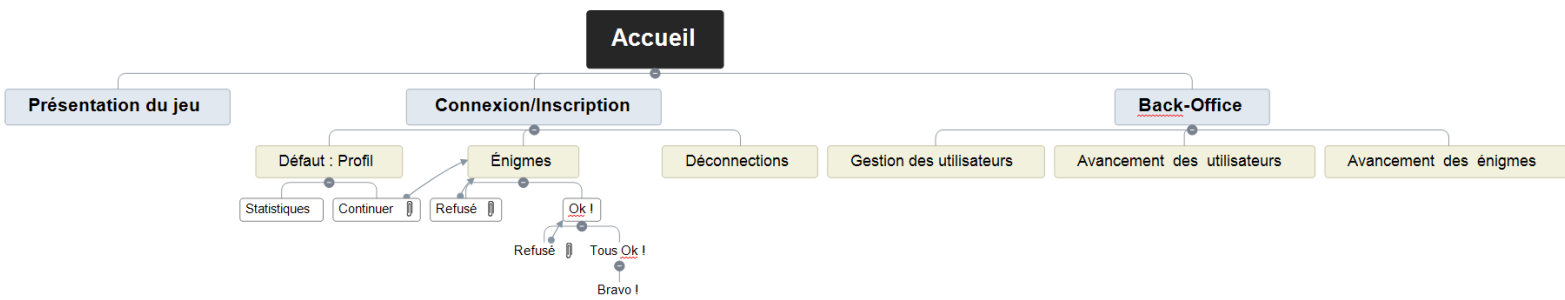 Accueil
Présentation du jeu
Connexion/Inscription
Back-Office
Défaut : Profil
Énigmes
Déconnections
Gestion des utilisateurs
Avancement des utilisateurs
Avancement des énigmes
Statistiques
Continuer
Refusé
Ok !
Refusé
Tous Ok !
Bravo !